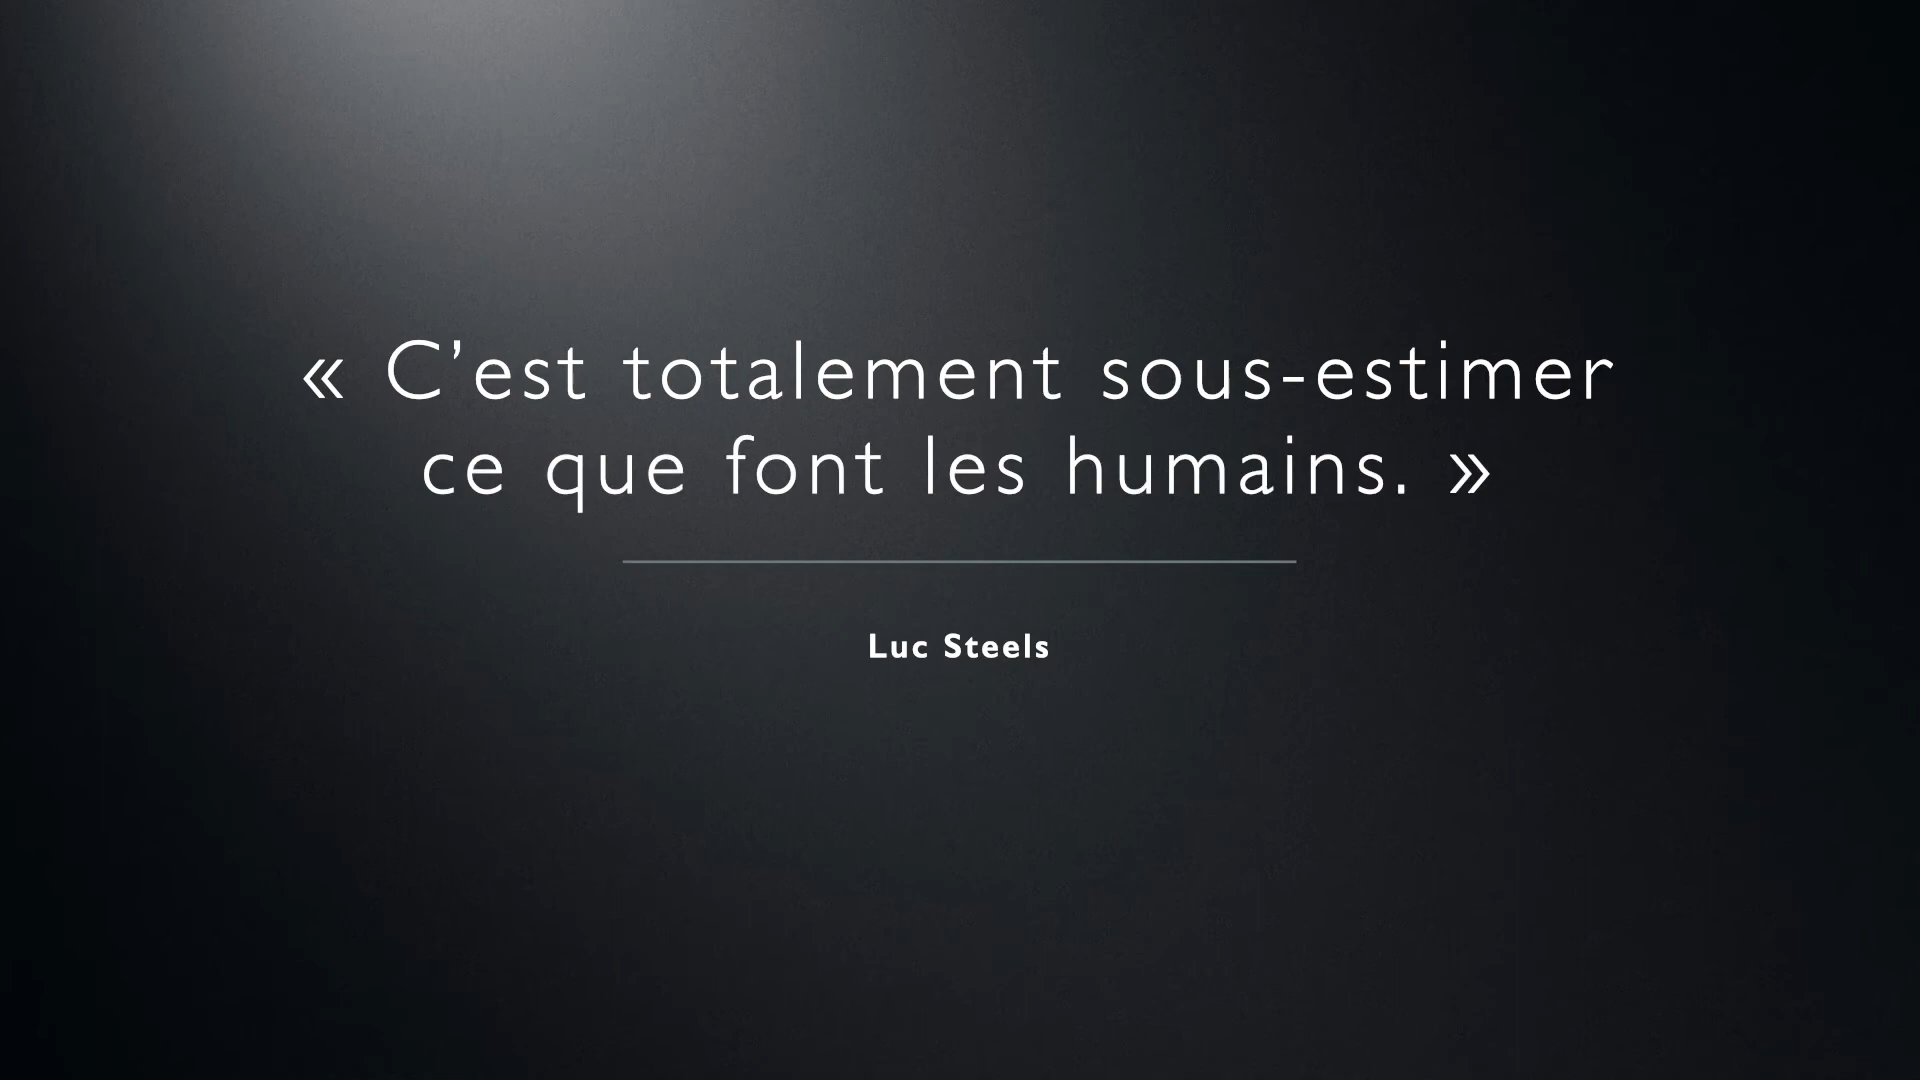 « C’est totalement sous-estimer
ce que font les humains. »
Luc Steels